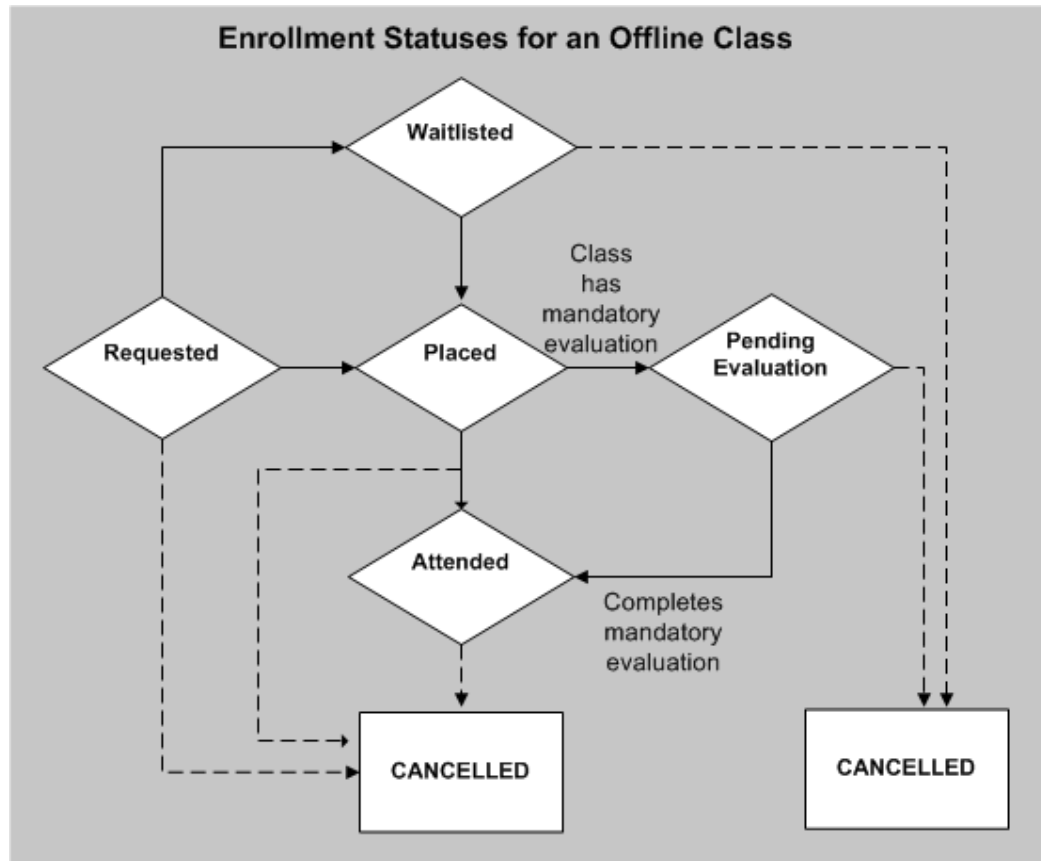 Enrollment Statuses for an Offline Class
Waitlisted
Class
has
mandatory
evaluation
Requested
Placed
Pending
Evaluation
Attended
Completes
mandatory
evaluation
CANCELLED
CANCELLED